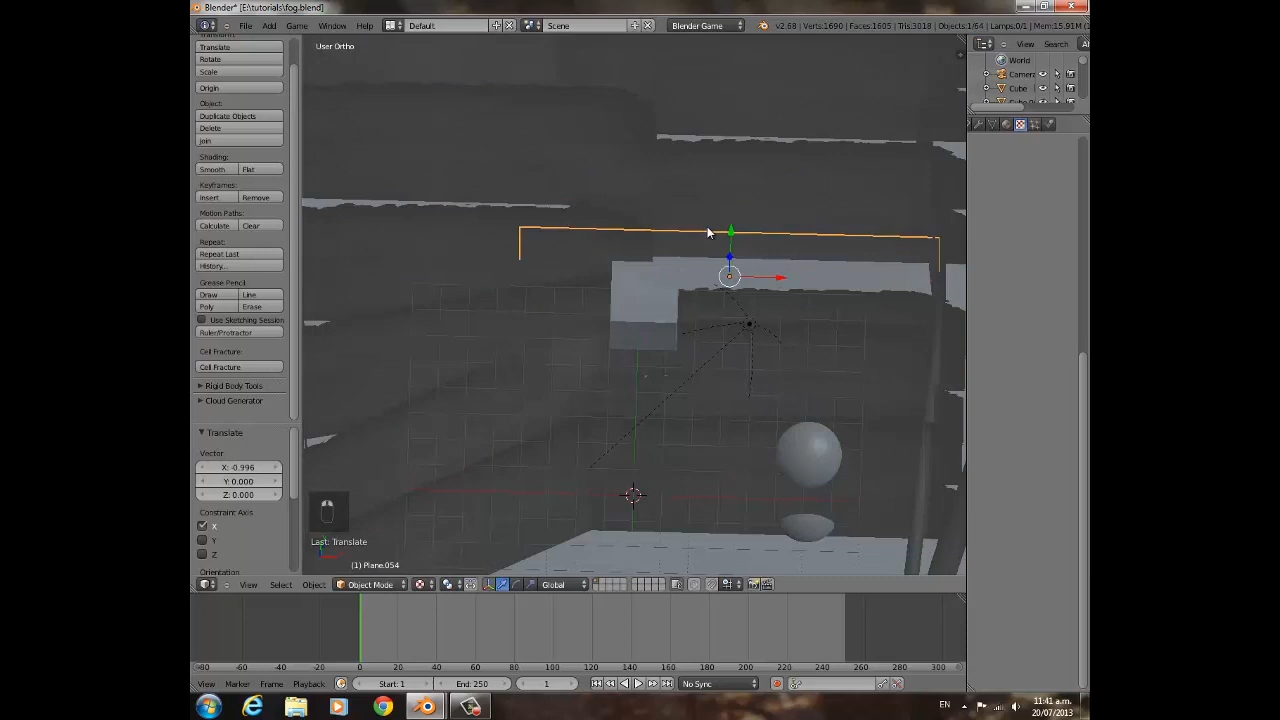 Blender* [E:\tutorials\fog.blend]
File Add Game Window Help Default Scene Blender Game v2.68 | Verts:1690 | Faces:1605 | Tris:3018 | Objects:1/64 | Lamps:0/1 | Mem:15.91M
View Search
Translate
Rotate
Scale
Origin
Object:
Duplicate Objects
Delete
Join
Shading:
Smooth Flat
Keyframes:
Insert Remove
Motion Paths:
Calculate Clear
Repeat:
Repeat Last
History...
Grease Pencil:
Draw Line
Poly Erase
Use Sketching Session
Ruler/Protractor
Cell Fracture:
Cell Fracture
Rigid Body Tools
Cloud Generator
Translate
Vector
X: -0.996
Y: 0.000
Z: 0.000
Constraint Axis
X
Y
Z
Orientation
User Ortho
Last: Translate
(1) Plane.054
World
Camera
Cube
View Select Object Object Mode Global
-80 -60 -40 -20 0 20 40 60 80 100 120 140 160 180 200 220 240 260 280 300
View Marker Frame Playback Start: 1 End: 250 1 No Sync
EN
11:41 a.m.
20/07/2013